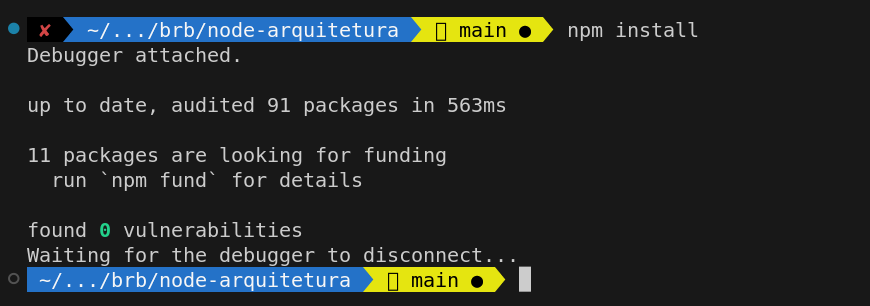 ✘ ~/.../brb/node-arquitetura  main ● npm install
Debugger attached.
up to date, audited 91 packages in 563ms
11 packages are looking for funding
run `npm fund` for details
found 0 vulnerabilities
Waiting for the debugger to disconnect...
~/.../brb/node-arquitetura  main ●